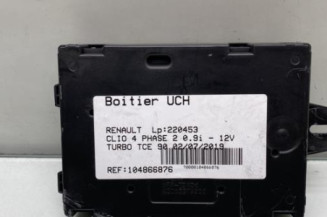 Boitier UCH
RENAULT Lp:220453
CLIO 4 PHASE 2 0.9i - 12V
TURBO TCE 90 02/07/2019
REF:104866876